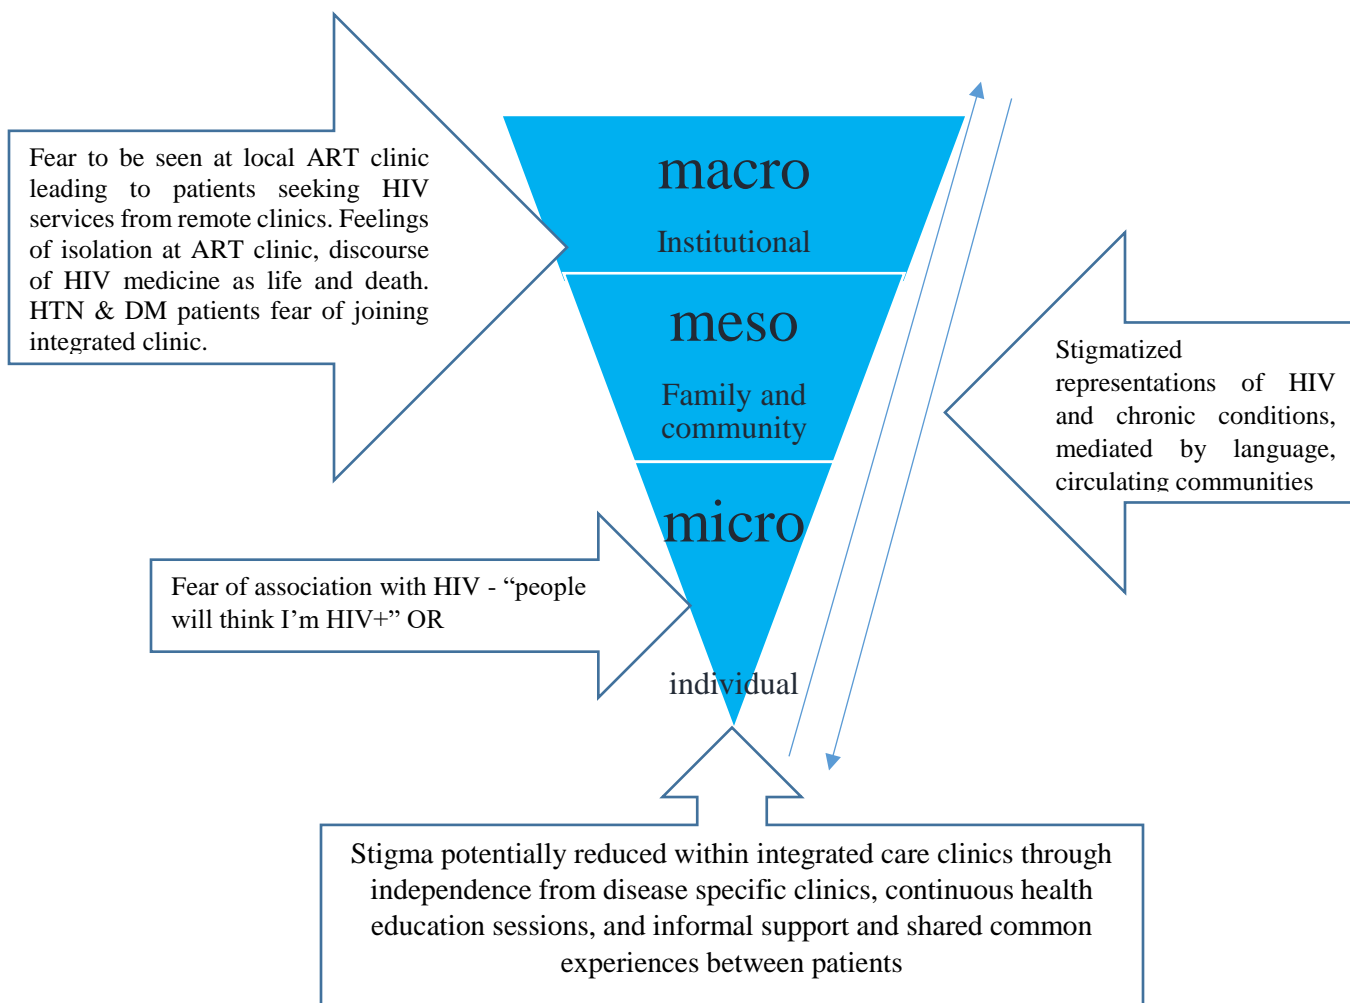 Fear to be seen at local ART clinic
leading to patients seeking HIV
services from remote clinics. Feelings
of isolation at ART clinic, discourse
of HIV medicine as life and death.
HTN & DM patients fear of joining
integrated clinic.
macro
Institutional
meso
Family and
community
micro
individual
Stigmatized
representations of HIV
and chronic conditions,
mediated by language,
circulating communities
Fear of association with HIV - “people
will think I’m HIV+” OR
Stigma potentially reduced within integrated care clinics through
independence from disease specific clinics, continuous health
education sessions, and informal support and shared common
experiences between patients